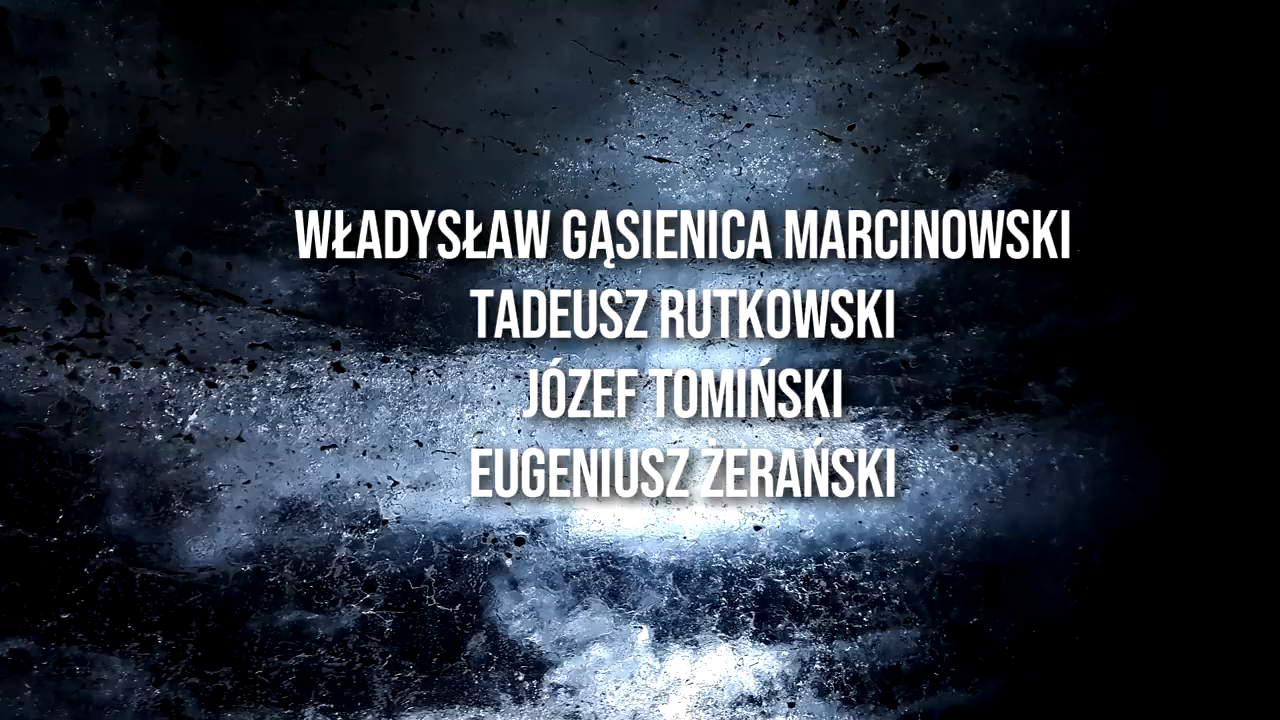 WŁADYSŁAW GĄSIENICA MARCINOWSKI
TADEUSZ RUTKOWSKI
JÓZEF TOMIŃSKI
EUGENIUSZ ŻERAŃSKI